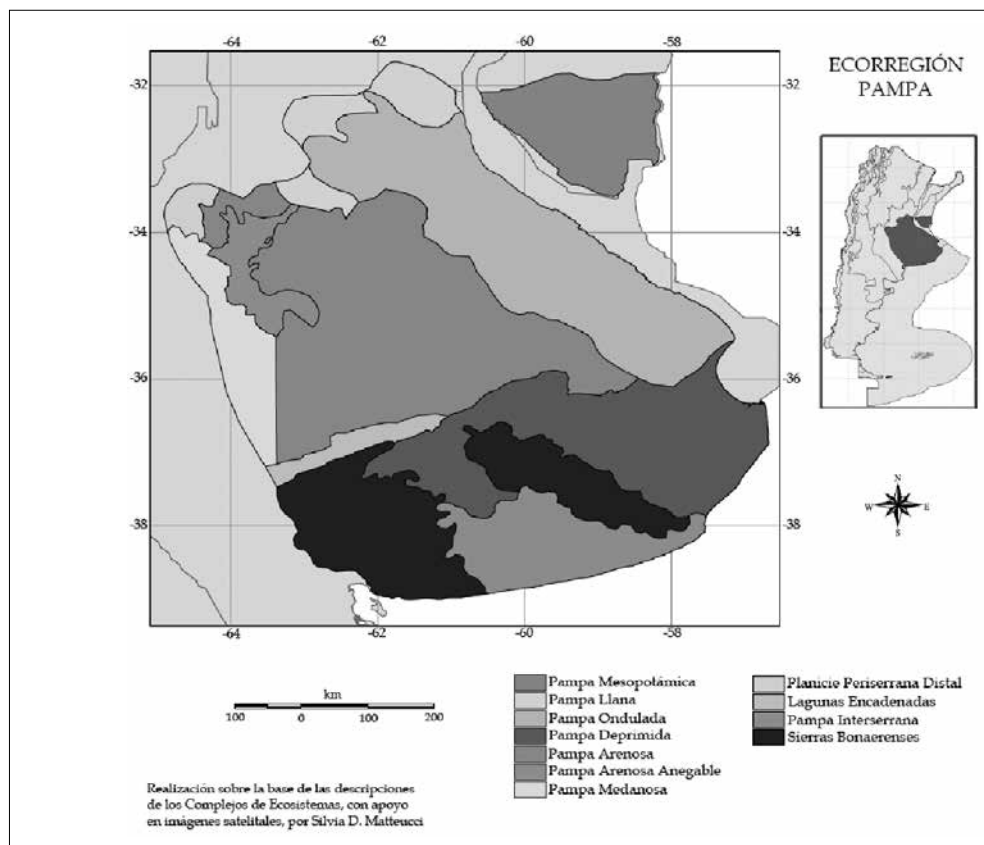 -64 -62 -60 -58
-32
-34
-36
-38
-32
-34
-36
-38
-64 -62 -60 -58
ECORREGIÓN
PAMPA
N
W E
S
km
100 0 100 200
Realización sobre la base de las descripciones
de los Complejos de Ecosistemas, con apoyo
en imágenes satelitales, por Silvia D. Matteucci
Pampa Mesopotámica
Pampa Llana
Pampa Ondulada
Pampa Deprimida
Pampa Arenosa
Pampa Arenosa Anegable
Pampa Medanosa
Planicie Periserrana Distal
Lagunas Encadenadas
Pampa Interserrana
Sierras Bonaerenses